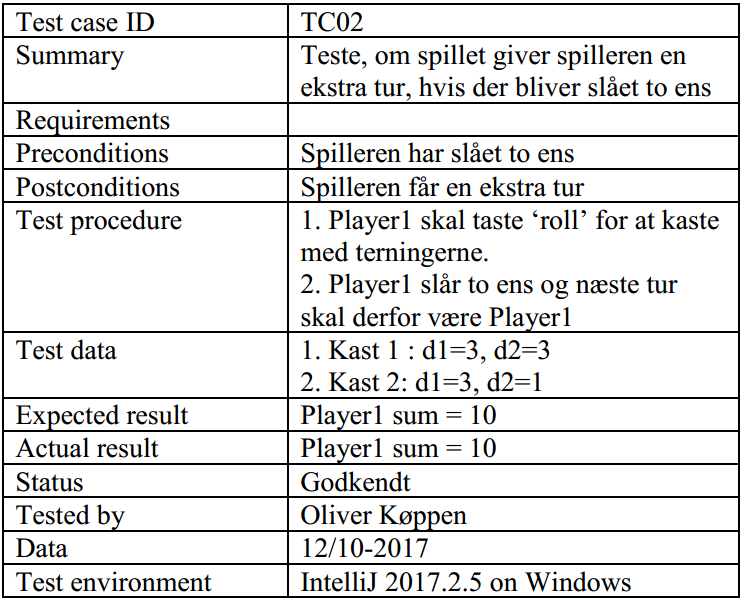 Test case ID TC02
Summary Teste, om spillet giver spilleren en
ekstra tur, hvis der bliver slået to ens
Requirements
Preconditions Spilleren har slået to ens
Postconditions Spilleren får en ekstra tur
Test procedure 1. Player1 skal taste ‘roll’ for at kaste
med terningerne.
2. Player1 slår to ens og næste tur
skal derfor være Player1
Test data 1. Kast 1 : d1=3, d2=3
2. Kast 2: d1=3, d2=1
Expected result Player1 sum = 10
Actual result Player1 sum = 10
Status Godkendt
Tested by Oliver Køppen
Data 12/10-2017
Test environment IntelliJ 2017.2.5 on Windows